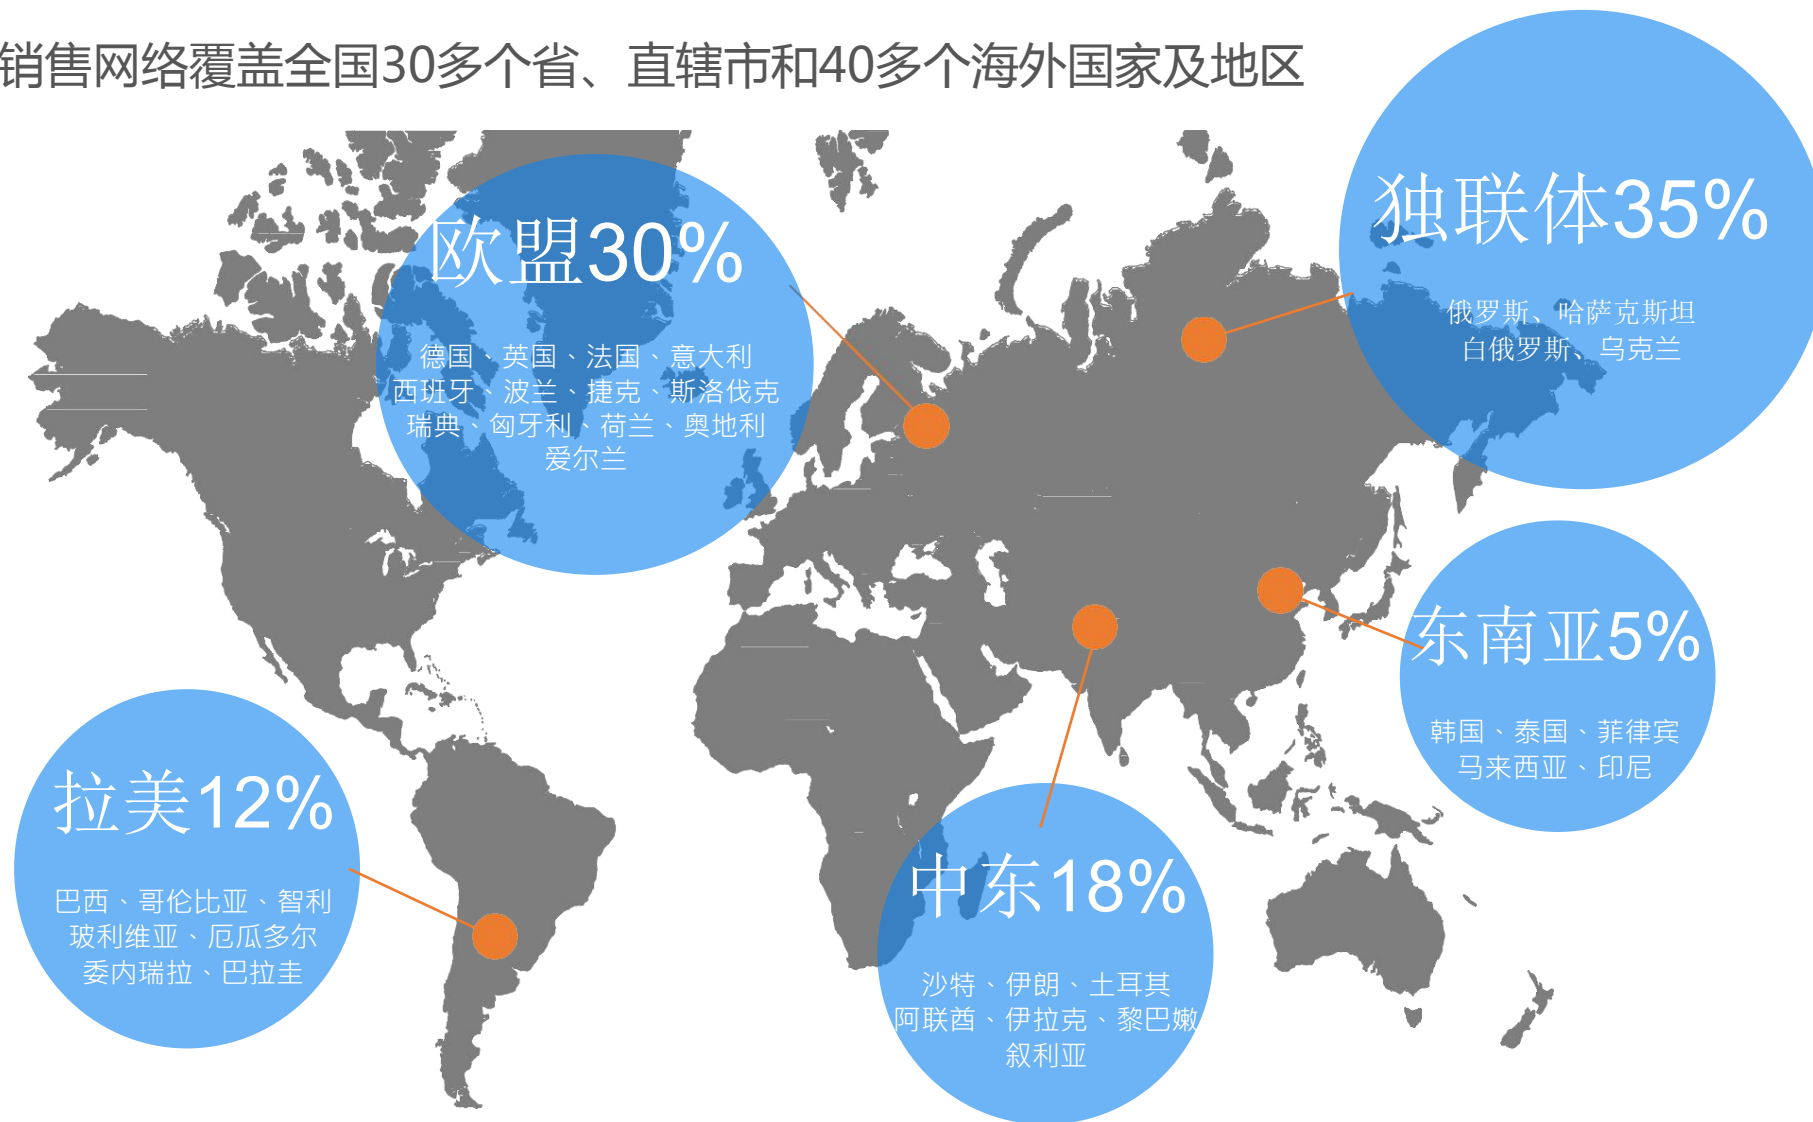 销售网络覆盖全国30多个省、直辖市和40多个海外国家及地区
独联体35%
俄罗斯、哈萨克斯坦
白俄罗斯、乌克兰
欧盟30%
德国、英国、法国、意大利
西班牙、波兰、捷克、斯洛伐克
瑞典、匈牙利、荷兰、奥地利
爱尔兰
东南亚5%
韩国、泰国、菲律宾
马来西亚、印尼
拉美12%
巴西、哥伦比亚、智利
玻利维亚、厄瓜多尔
委内瑞拉、巴拉圭
中东18%
沙特、伊朗、土耳其
阿联酋、伊拉克、黎巴嫩
叙利亚